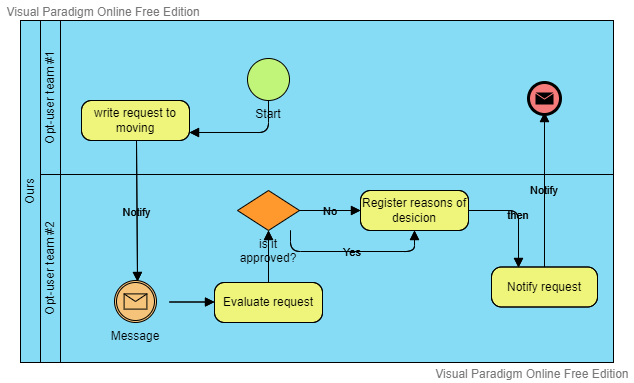 Visual Paradigm Online Free Edition
Ours
Opt-user team #1
write request to
moving
Start
Opt-user team #2
Notify
Message
Evaluate request
is it
approved?
No
Yes
Register reasons of
desicion
then
Notify request
Notify
Visual Paradigm Online Free Edition